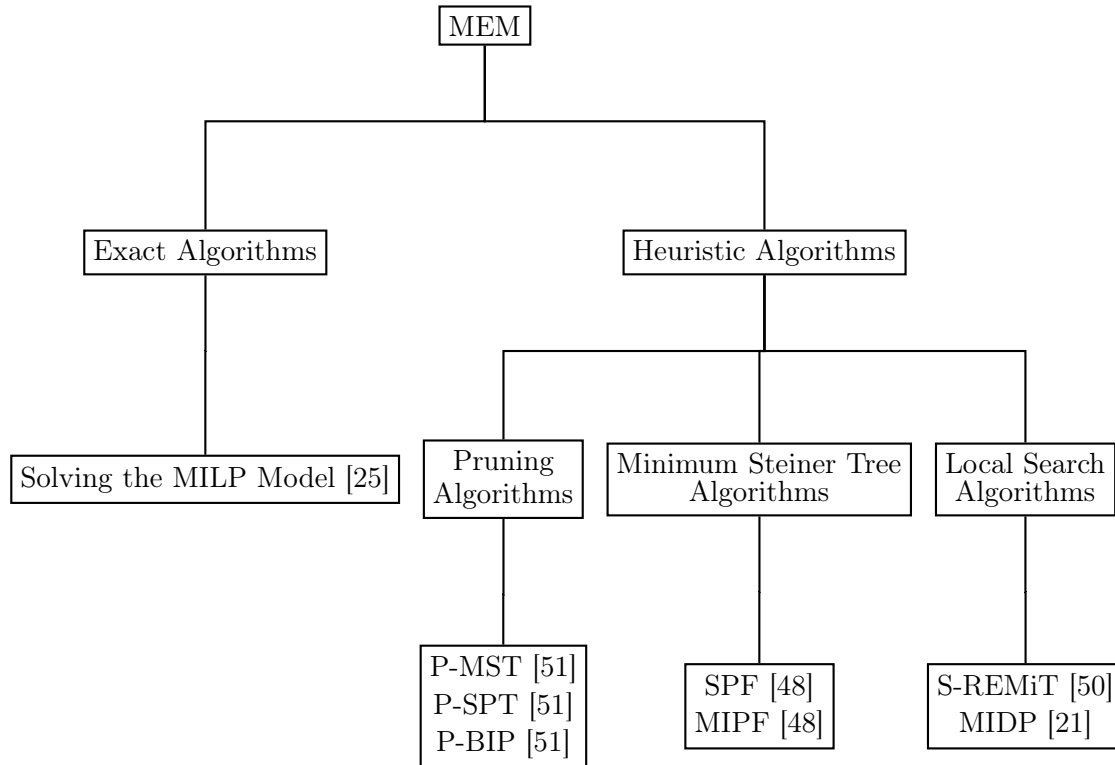 MEM
Exact Algorithms
Heuristic Algorithms
Solving the MILP Model [25]
Pruning
Algorithms
Minimum Steiner Tree
Algorithms
Local Search
Algorithms
P-MST [51]
P-SPT [51]
P-BIP [51]
SPF [48]
MIPF [48]
S-REMiT [50]
MIDP [21]